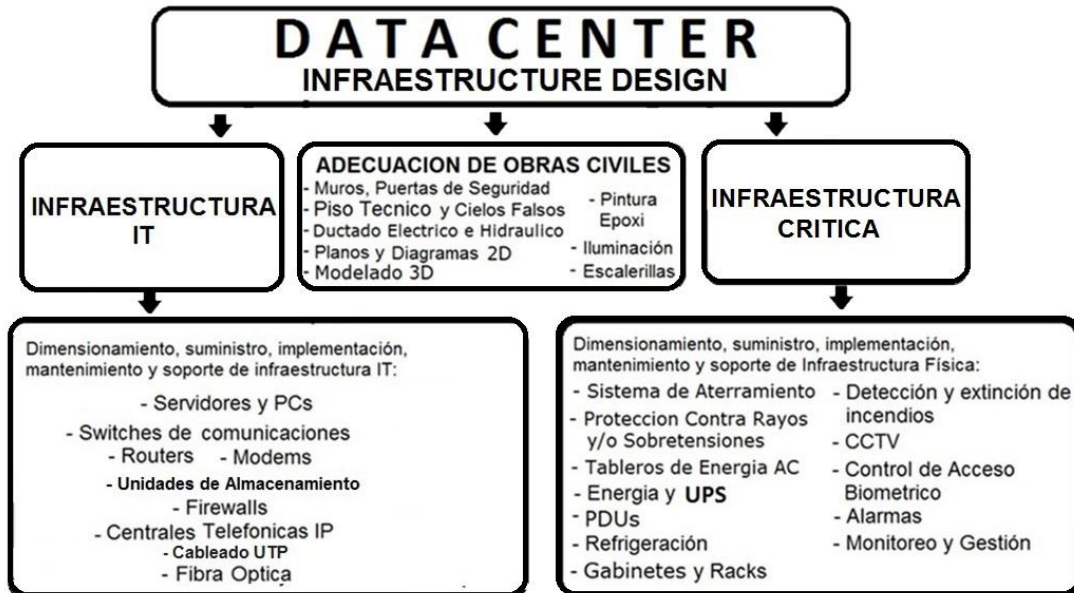 DATA CENTER
INFRAESTRUCTURE DESIGN
INFRAESTRUCTURA
IT
ADECUACION DE OBRAS CIVILES
- Muros, Puertas de Seguridad
- Piso Tecnico y Cielos Falsos
- Ductado Electrico e Hidraulico
- Planos y Diagramas 2D
- Modelado 3D
- Pintura
Epoxi
- Iluminación
- Escalerillas
INFRAESTRUCTURA
CRITICA
Dimensionamiento, suministro, implementación,
mantenimiento y soporte de infraestructura IT:
- Servidores y PCs
- Switches de comunicaciones
- Routers - Modems
- Unidades de Almacenamiento
- Firewalls
- Centrales Telefonicas IP
- Cableado UTP
- Fibra Optica
Dimensionamiento, suministro, implementación,
mantenimiento y soporte de Infraestructura Física:
- Sistema de Aterramiento
- Proteccion Contra Rayos
y/o Sobretensiones
- Tableros de Energia AC
- Energia y UPS
- PDUs
- Refrigeración
- Gabinetes y Racks
- Detección y extinción de
incendios
- CCTV
- Control de Acceso
Biometrico
- Alarmas
- Monitoreo y Gestión